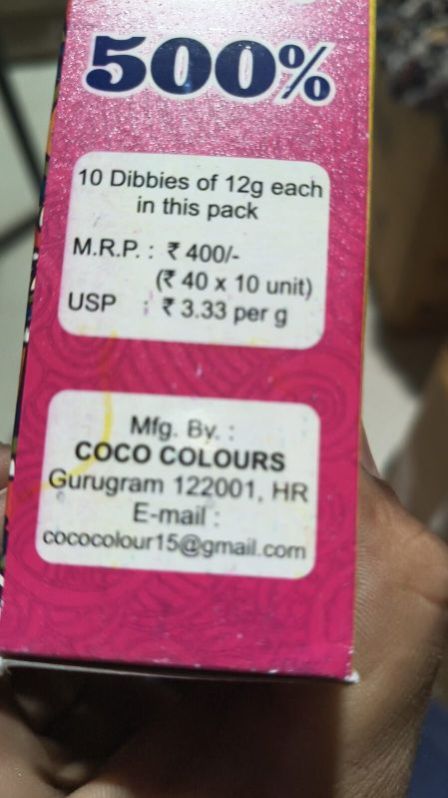 500%
10 Dibbies of 12g each
in this pack
M.R.P. : ₹ 400/-
(₹ 40 x 10 unit)
USP : ₹ 3.33 per g
Mfg. By. :
COCO COLOURS
Gurugram 122001, HR
E-mail :
cococolour15@gmail.com